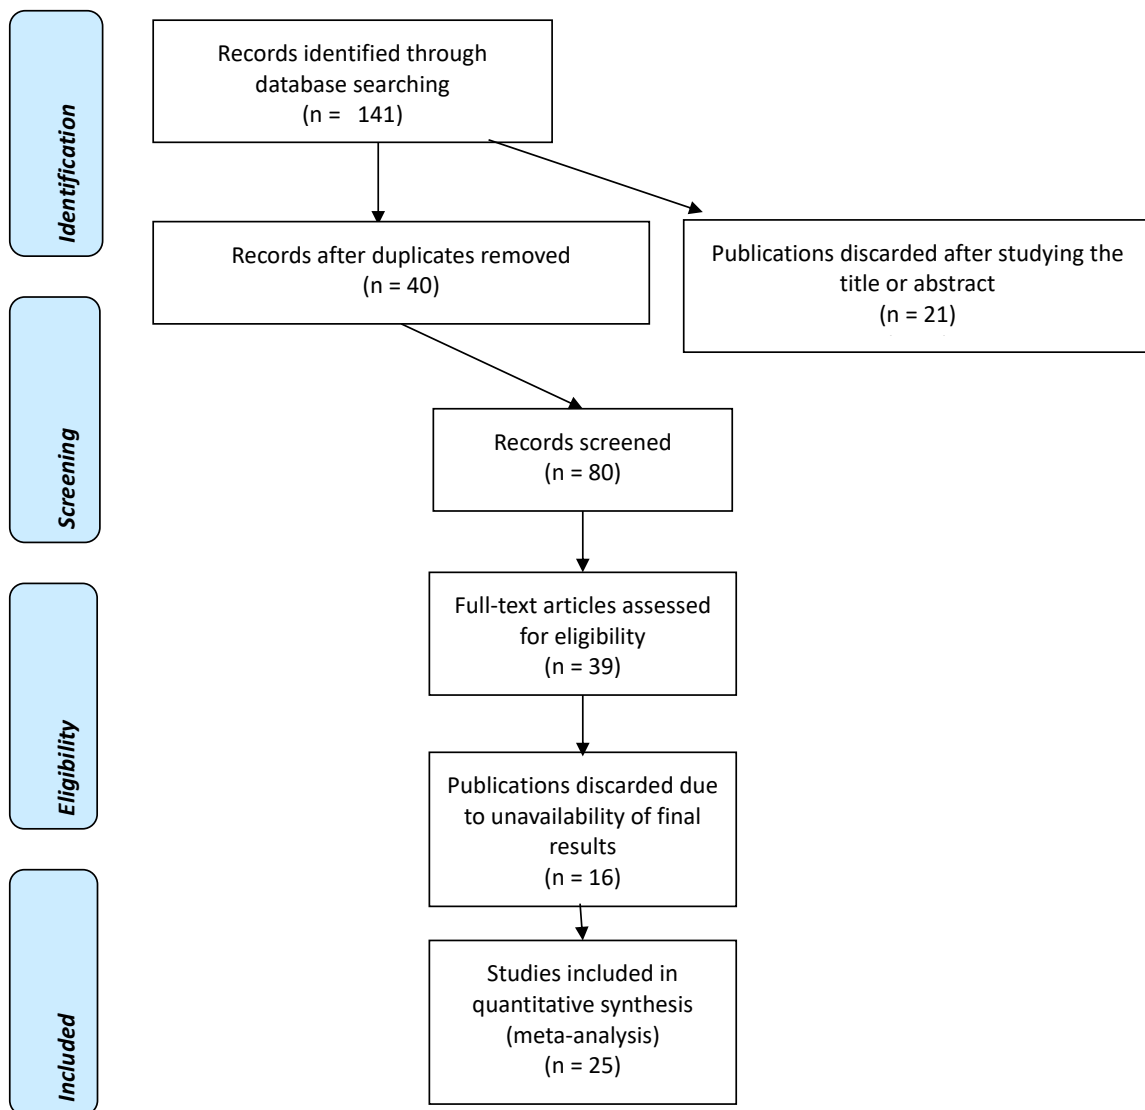 Identification
Records identified through
database searching
(n =   141)
Records after duplicates removed
(n = 40)
Publications discarded after studying the
title or abstract
(n = 21)
Screening
Records screened
(n = 80)
Full-text articles assessed
for eligibility
(n = 39)
Eligibility
Publications discarded due
to unavailability of final
results
(n = 16)
Included
Studies included in
quantitative synthesis
(meta-analysis)
(n = 25)